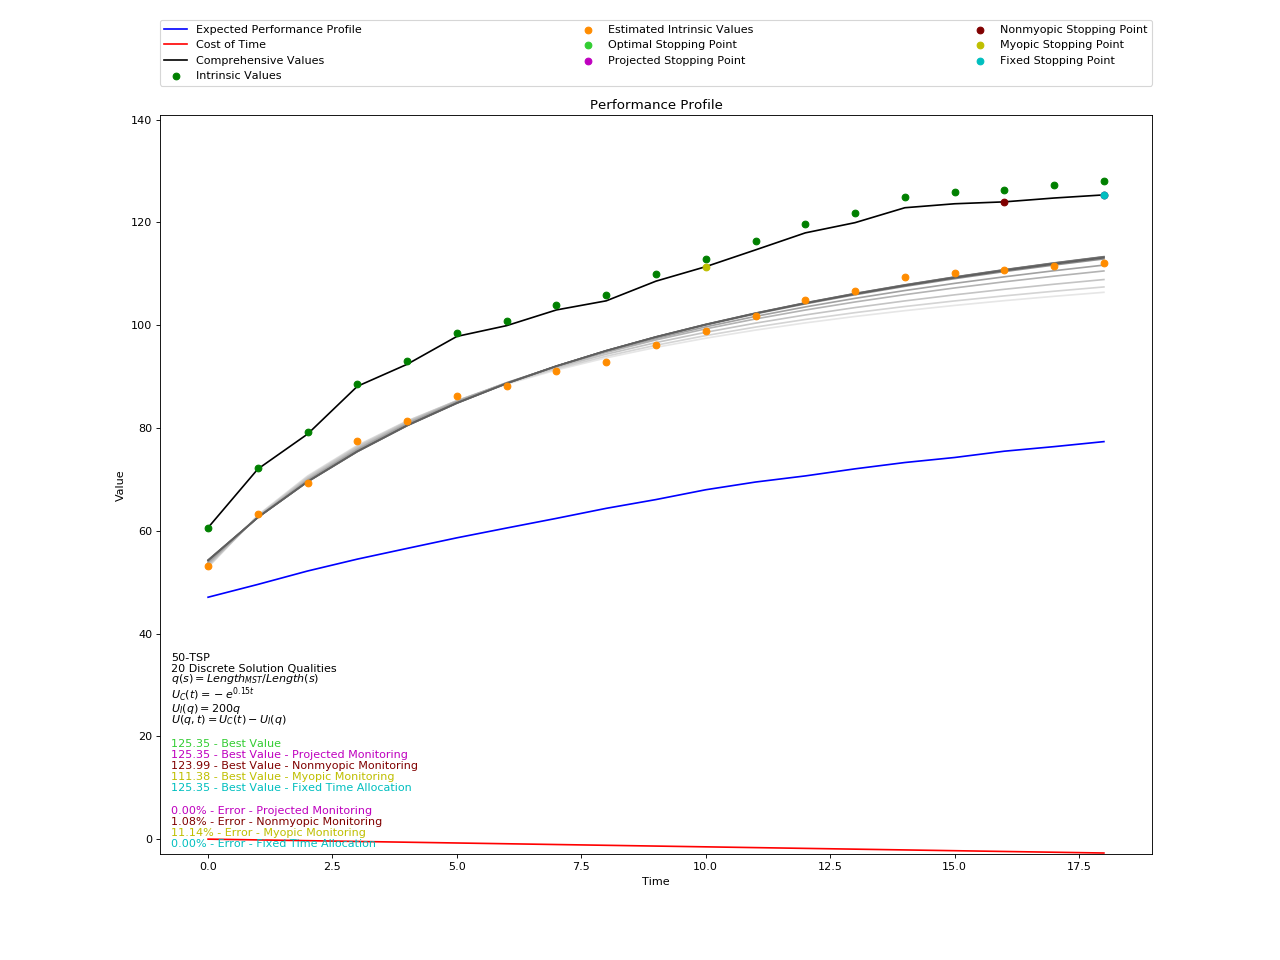 Expected Performance Profile
Cost of Time
Comprehensive Values
Intrinsic Values
Estimated Intrinsic Values
Optimal Stopping Point
Projected Stopping Point
Nonmyopic Stopping Point
Myopic Stopping Point
Fixed Stopping Point
Performance Profile
140
120
100
80
60
40
20
0
Value
50-TSP
20 Discrete Solution Qualities
q(s) = Length_{MST}/Length(s)
U_C(t) = −e^{0.15t}
U_I(q) = 200q
U(q, t) = U_C(t) − U_I(q)
125.35 - Best Value
125.35 - Best Value - Projected Monitoring
123.99 - Best Value - Nonmyopic Monitoring
111.38 - Best Value - Myopic Monitoring
125.35 - Best Value - Fixed Time Allocation
0.00% - Error - Projected Monitoring
1.08% - Error - Nonmyopic Monitoring
11.14% - Error - Myopic Monitoring
0.00% - Error - Fixed Time Allocation
0.0 2.5 5.0 7.5 10.0 12.5 15.0 17.5
Time